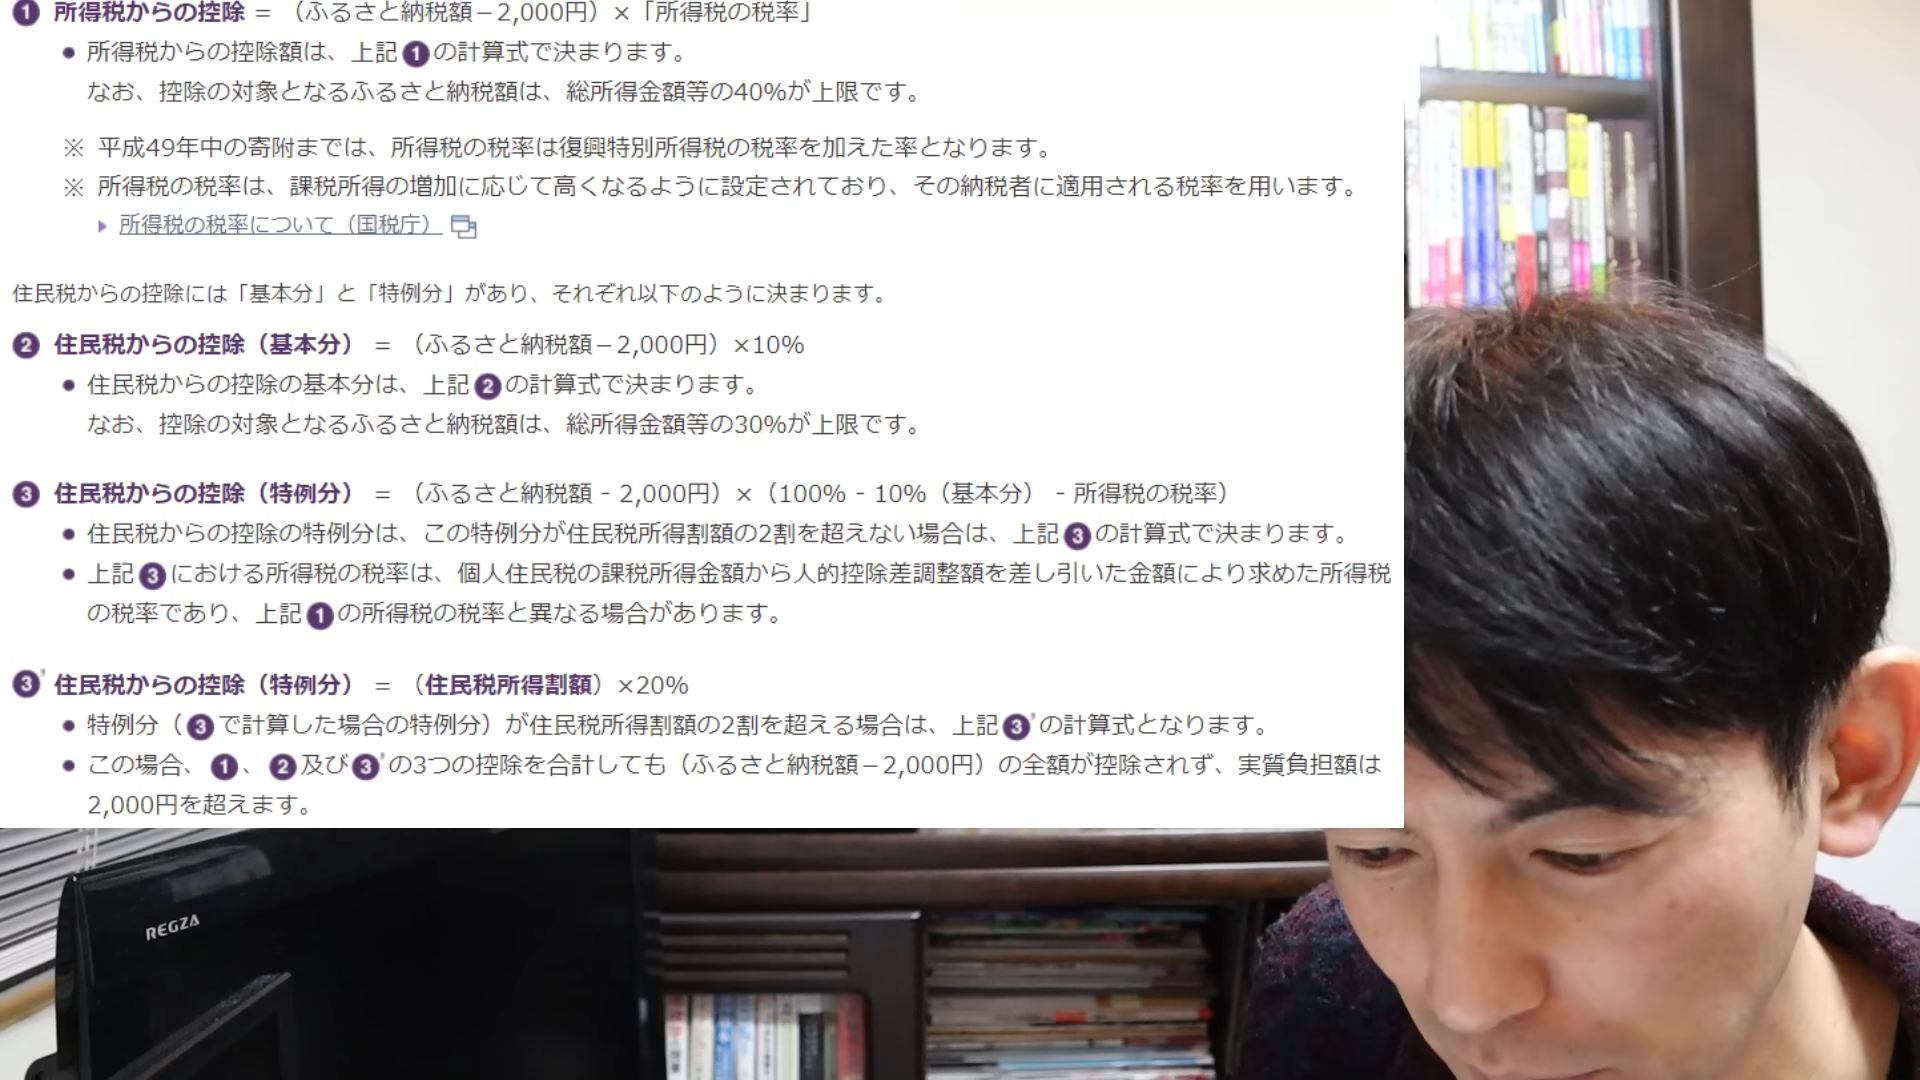 1 所得税からの控除 = （ふるさと納税額－2,000円）×「所得税の税率」
● 所得税からの控除額は、上記1の計算式で決まります。
なお、控除の対象となるふるさと納税額は、総所得金額等の40%が上限です。
※ 平成49年中の寄附までは、所得税の税率は復興特別所得税の税率を加えた率となります。
※ 所得税の税率は、課税所得の増加に応じて高くなるように設定されており、その納税者に適用される税率を用います。
所得税の税率について（国税庁）
住民税からの控除には「基本分」と「特例分」があり、それぞれ以下のように決まります。
2 住民税からの控除（基本分） = （ふるさと納税額－2,000円）×10%
● 住民税からの控除の基本分は、上記2の計算式で決まります。
なお、控除の対象となるふるさと納税額は、総所得金額等の30%が上限です。
3 住民税からの控除（特例分） = （ふるさと納税額 - 2,000円）×（100% - 10%（基本分） - 所得税の税率）
● 住民税からの控除の特例分は、この特例分が住民税所得割額の2割を超えない場合は、上記3の計算式で決まります。
● 上記3における所得税の税率は、個人住民税の課税所得金額から人的控除差調整額を差し引いた金額により求めた所得税
の税率であり、上記1の所得税の税率と異なる場合があります。
3' 住民税からの控除（特例分） = （住民税所得割額）×20%
● 特例分（3で計算した場合の特例分）が住民税所得割額の2割を超える場合は、上記3'の計算式となります。
● この場合、1、2及び3'の3つの控除を合計しても（ふるさと納税額－2,000円）の全額が控除されず、実質負担額は
2,000円を超えます。
REGZA